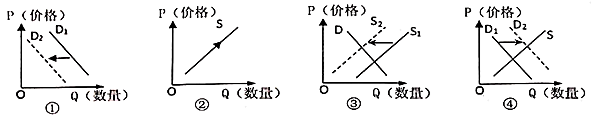 P（价格）
D₂ D₁
O Q（数量）
①
P（价格）
S
O Q（数量）
②
P（价格）
D S₂ S₁
O Q（数量）
③
P（价格）
D₁ D₂ S
O Q（数量）
④